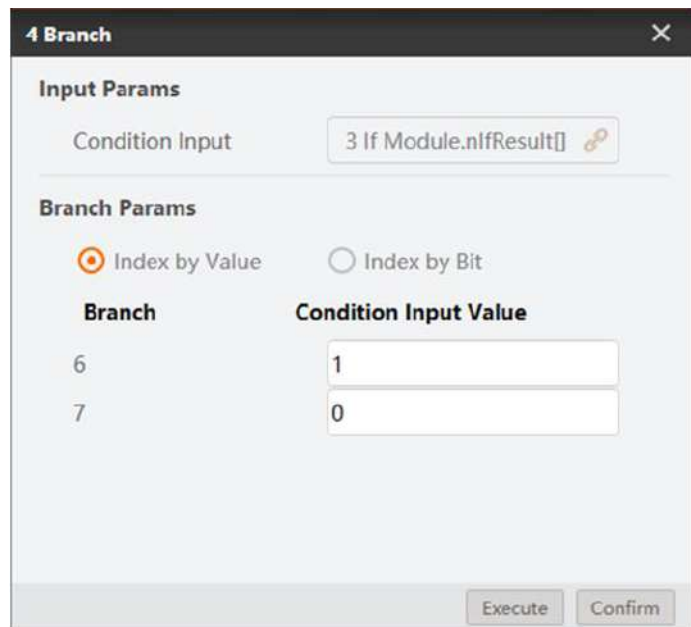 4 Branch
Input Params
Condition Input 3 If Module.nIfResult[]
Branch Params
Index by Value Index by Bit
Branch Condition Input Value
6 1
7 0
Execute Confirm